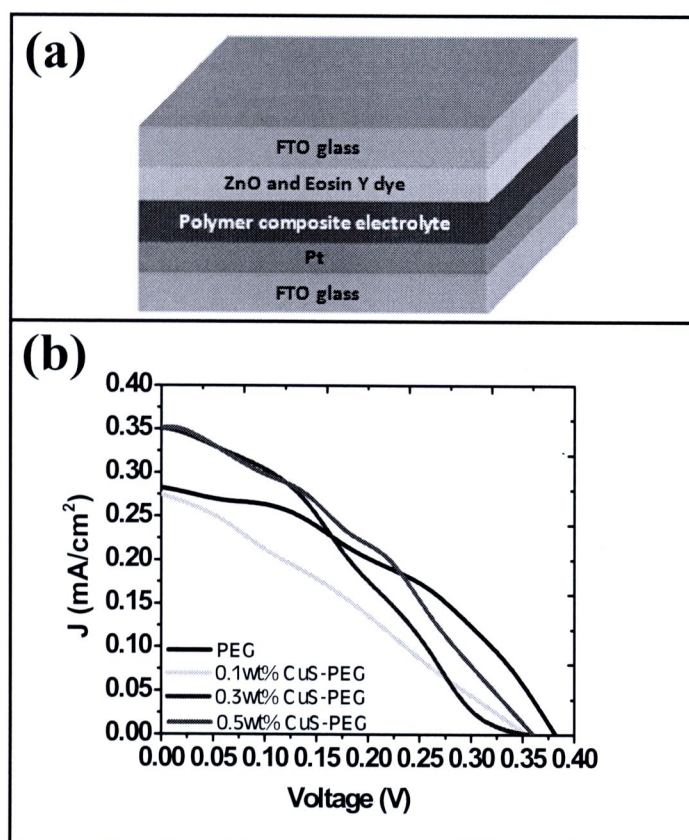 (a)
FTO glass
ZnO and Eosin Y dye
Polymer composite electrolyte
Pt
FTO glass
(b)
0.40
0.35
0.30
0.25
0.20
0.15
0.10
0.05
0.00
J (mA/cm²)
PEG
0.1wt% CuS-PEG
0.3wt% CuS-PEG
0.5wt% CuS-PEG
0.00 0.05 0.10 0.15 0.20 0.25 0.30 0.35 0.40
Voltage (V)